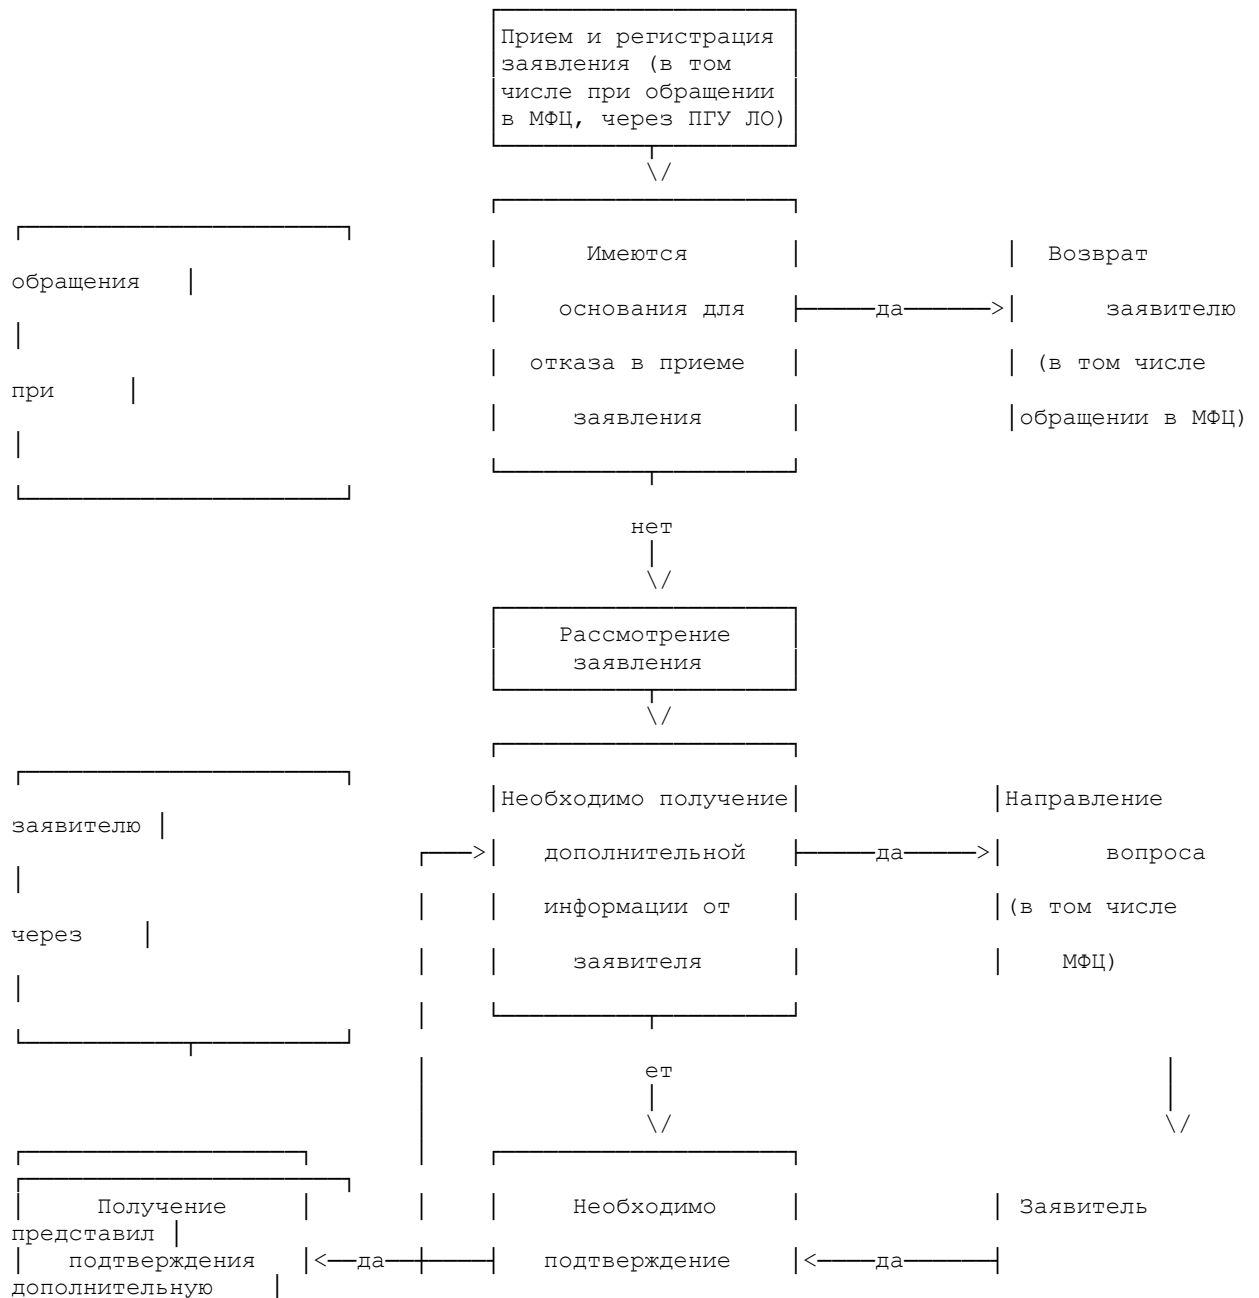 Прием и регистрация
заявления (в том
числе при обращении
в МФЦ, через ПГУ ЛО)
\/
Имеются Возврат
обращения
основания для да > заявителю
отказа в приеме (в том числе
при
заявления обращении в МФЦ)
нет
\/
Рассмотрение
заявления
\/
Необходимо получение Направление
заявителю
> дополнительной да > вопроса
информации от (в том числе
через
заявителя МФЦ)
ет
\/ \/
Получение Необходимо Заявитель
представил
подтверждения < да подтверждение < да
дополнительную